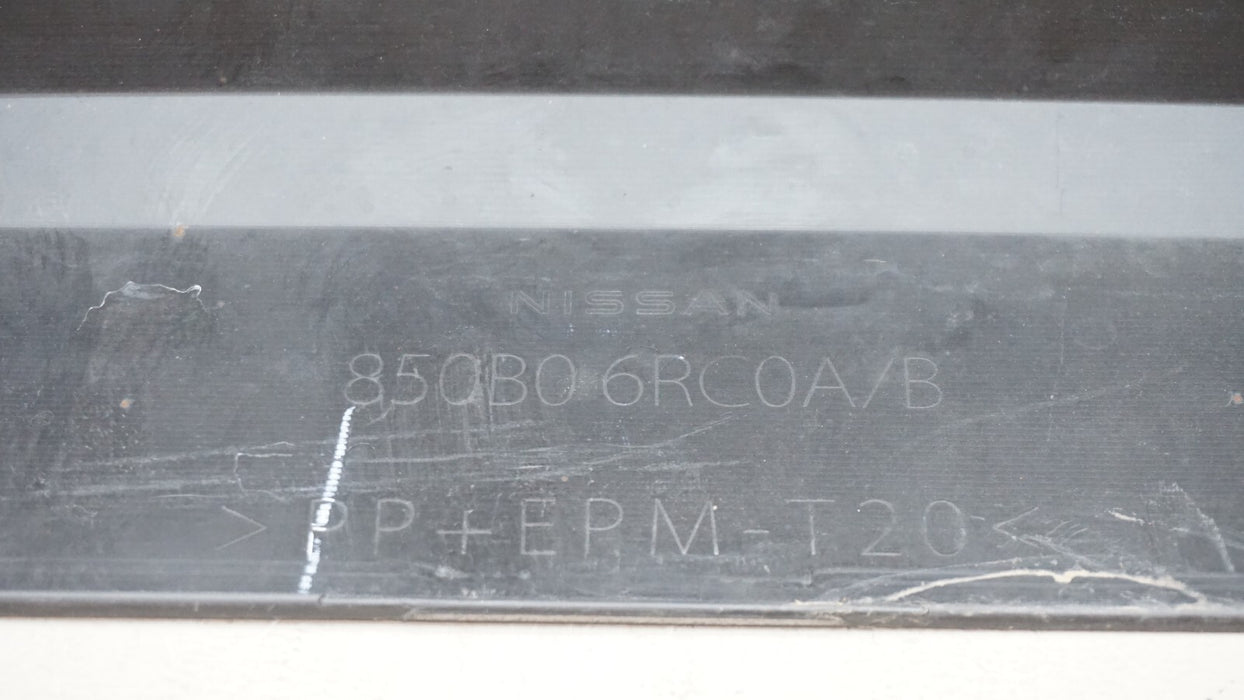 NISSAN
850B0 6RC0A/B
>PP+EPM-T20<